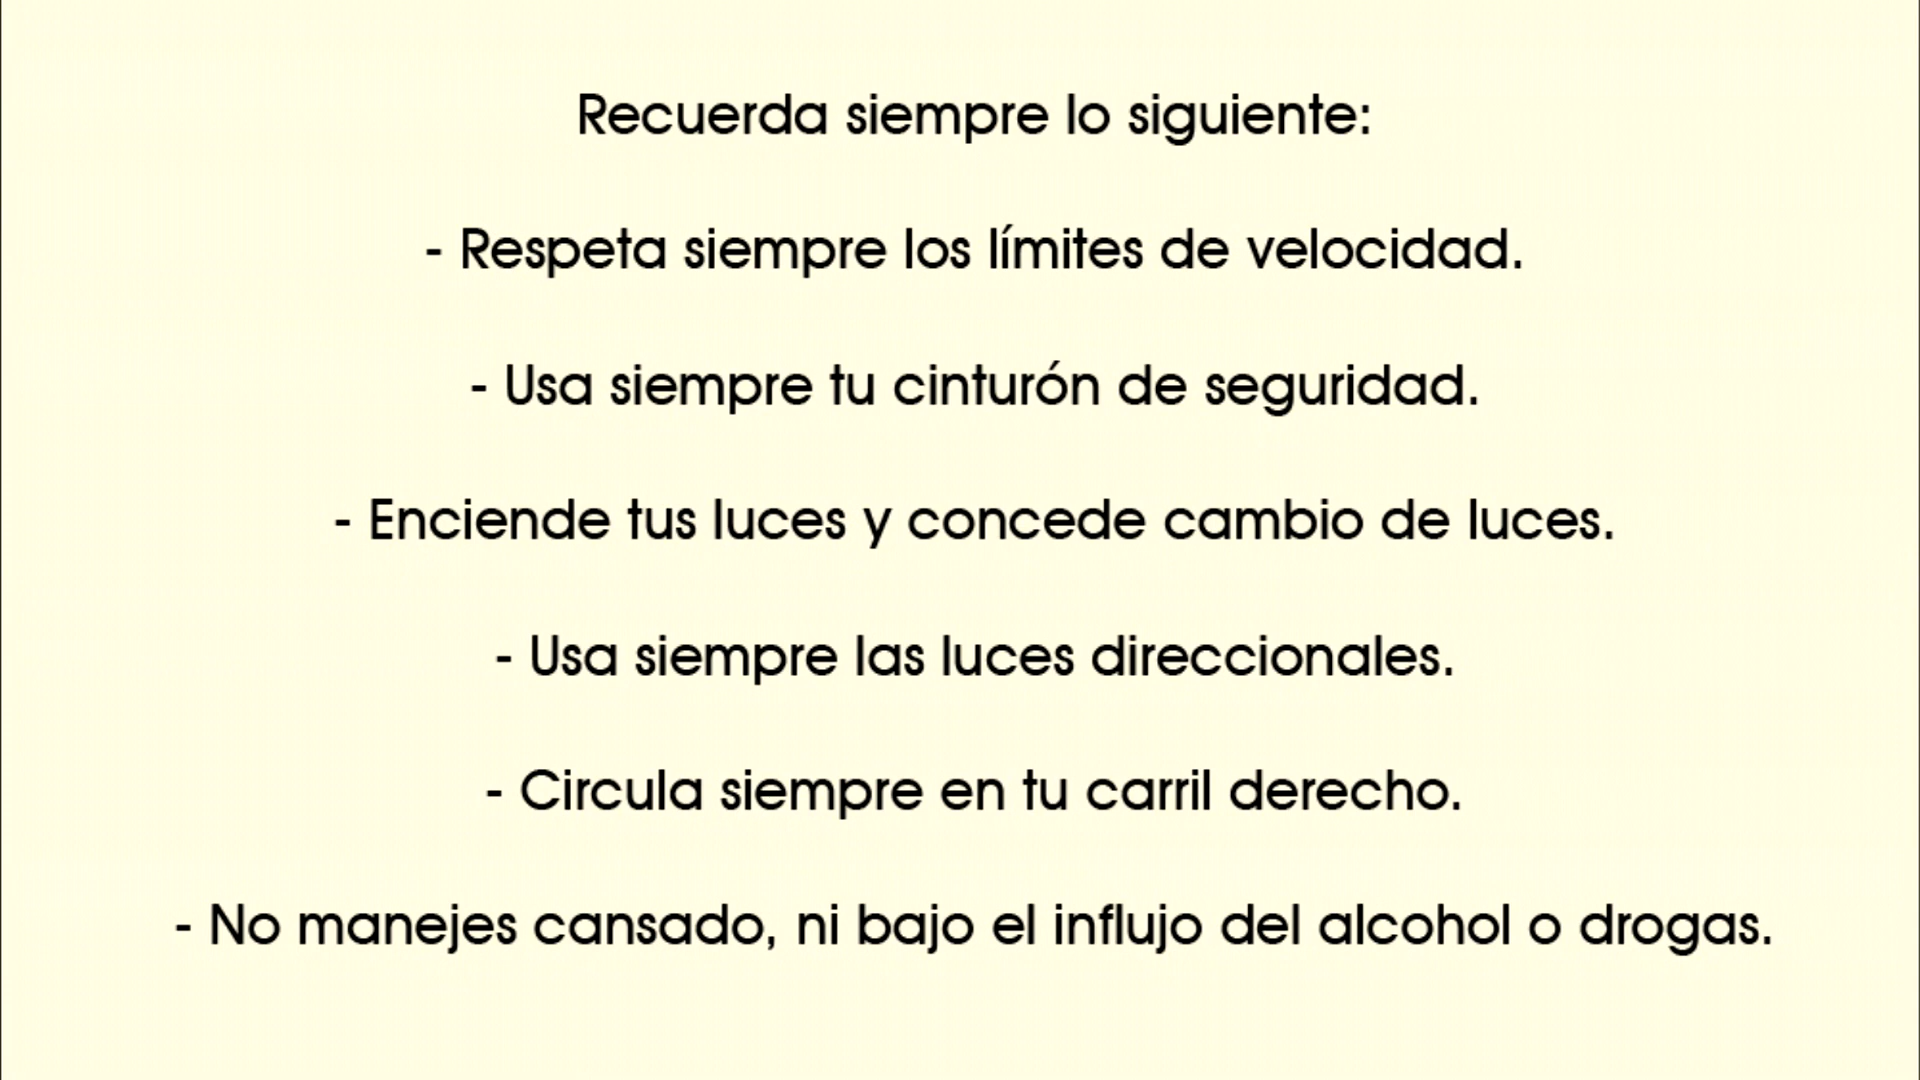 Recuerda siempre lo siguiente:
- Respeta siempre los límites de velocidad.
- Usa siempre tu cinturón de seguridad.
- Enciende tus luces y concede cambio de luces.
- Usa siempre las luces direccionales.
- Circula siempre en tu carril derecho.
- No manejes cansado, ni bajo el influjo del alcohol o drogas.